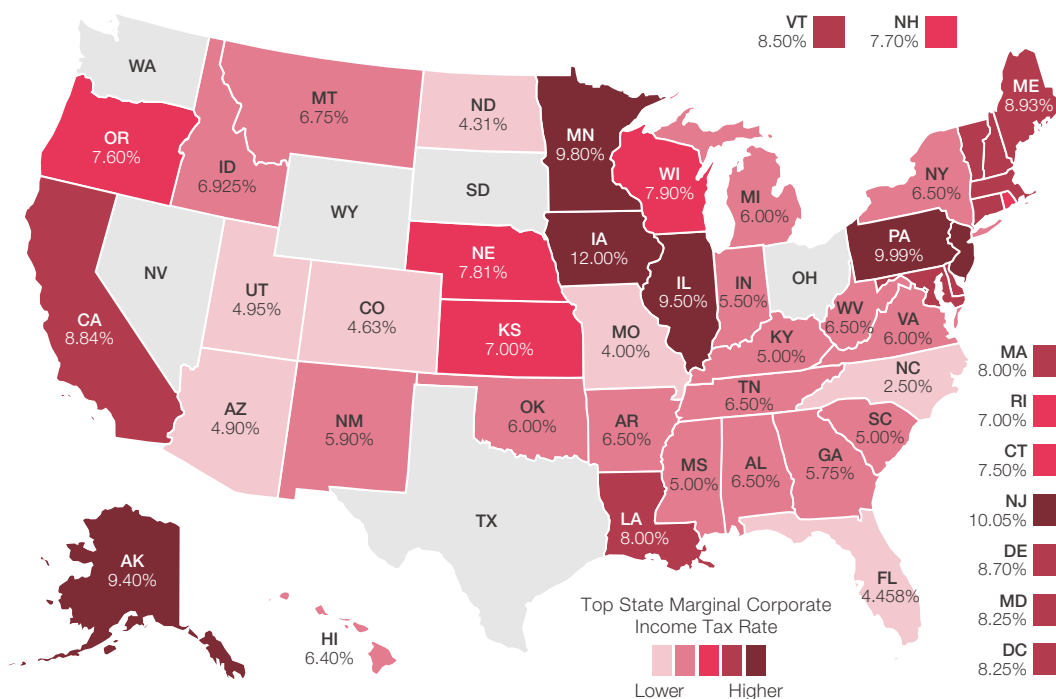 VT
8.50%
NH
7.70%
WA
MT
6.75%
ND
4.31%
MN
9.80%
ME
8.93%
OR
7.60%
ID
6.925%
SD
WI
7.90%
MI
6.00%
NY
6.50%
WY
NE
7.81%
IA
12.00%
PA
9.99%
NV
UT
4.95%
CO
4.63%
IL
9.50%
IN
5.50%
OH
CA
8.84%
KS
7.00%
MO
4.00%
KY
5.00%
WV
6.50%
VA
6.00%
MA
8.00%
AZ
4.90%
NM
5.90%
OK
6.00%
AR
6.50%
TN
6.50%
NC
2.50%
RI
7.00%
SC
5.00%
MS
5.00%
AL
6.50%
GA
5.75%
CT
7.50%
TX
LA
8.00%
NJ
10.05%
AK
9.40%
FL
4.458%
DE
8.70%
HI
6.40%
MD
8.25%
DC
8.25%
Top State Marginal Corporate
Income Tax Rate
Lower Higher